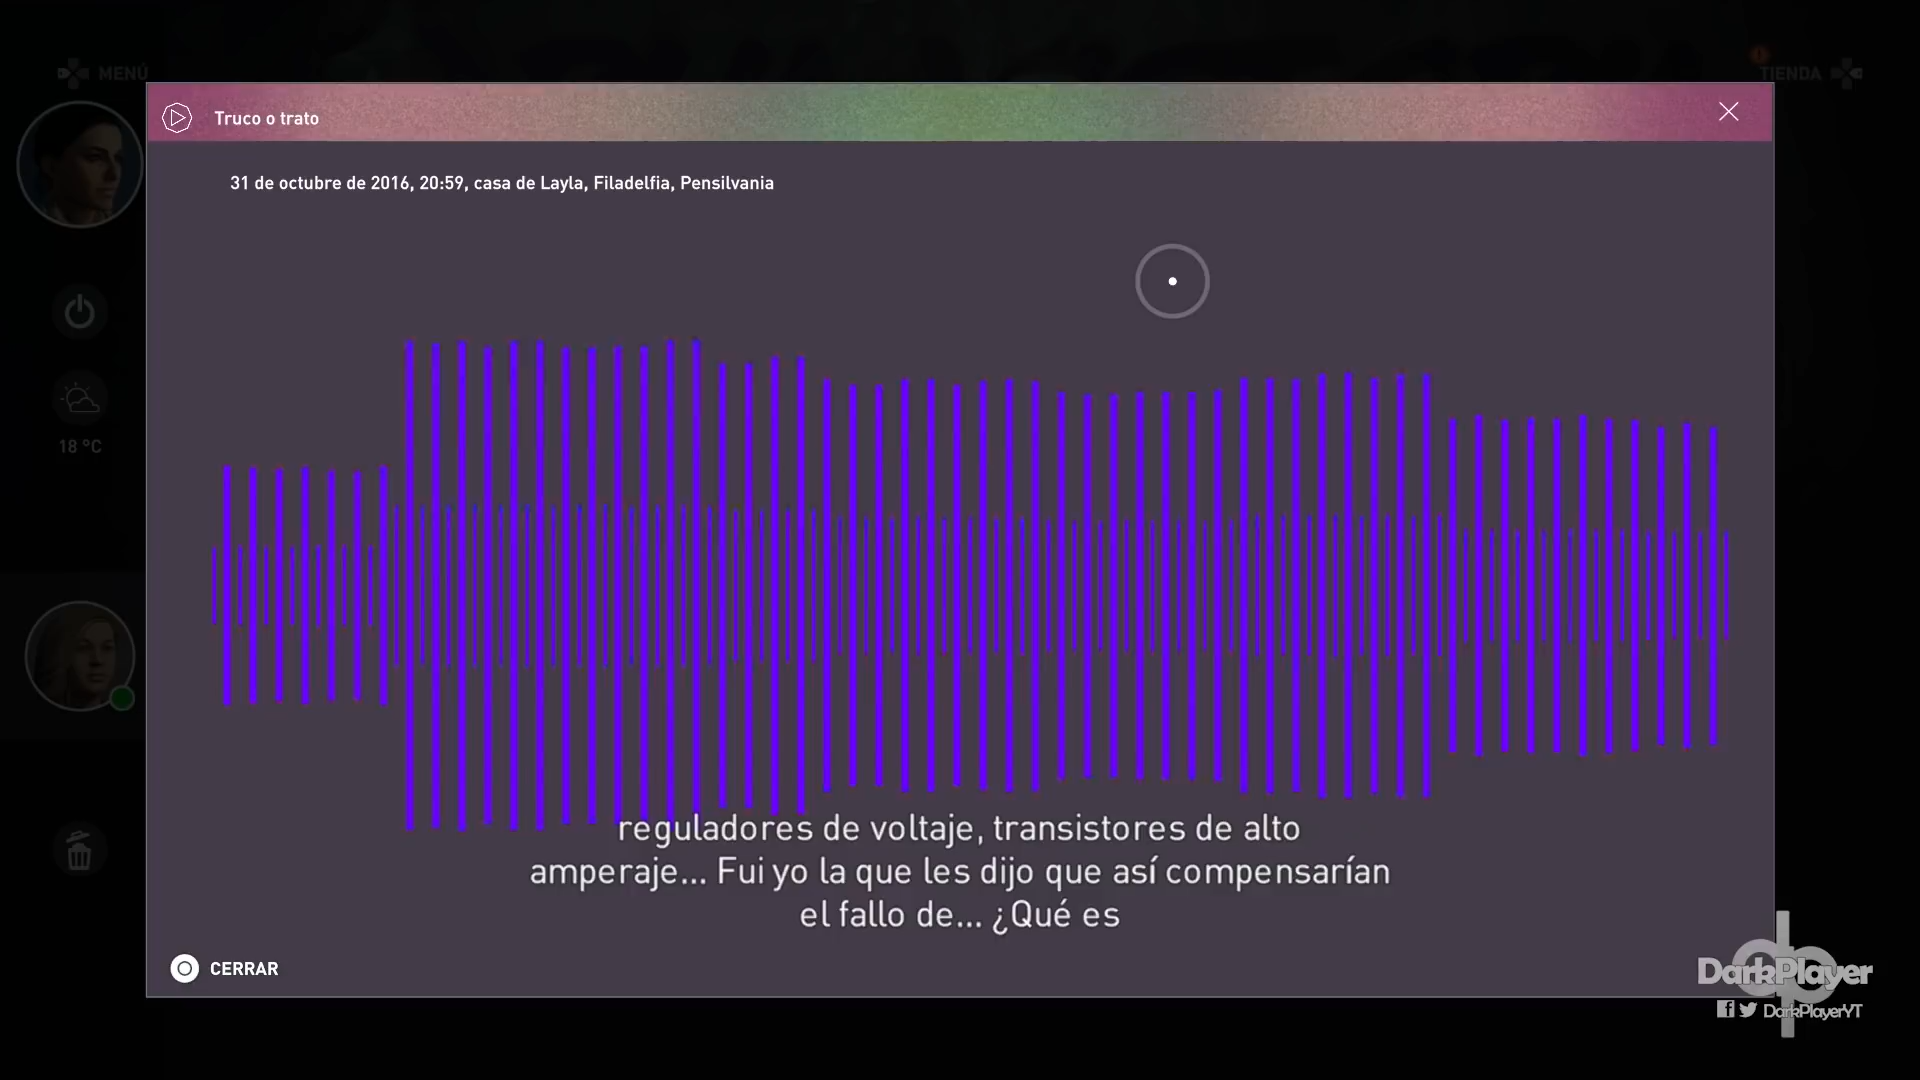 MENÚ
TIENDA
Truco o trato
31 de octubre de 2016, 20:59, casa de Layla, Filadelfia, Pensilvania
18 °C
reguladores de voltaje, transistores de alto
amperaje... Fui yo la que les dijo que así compensarían
el fallo de... ¿Qué es
CERRAR
DarkPlayer
DarkPlayerYT